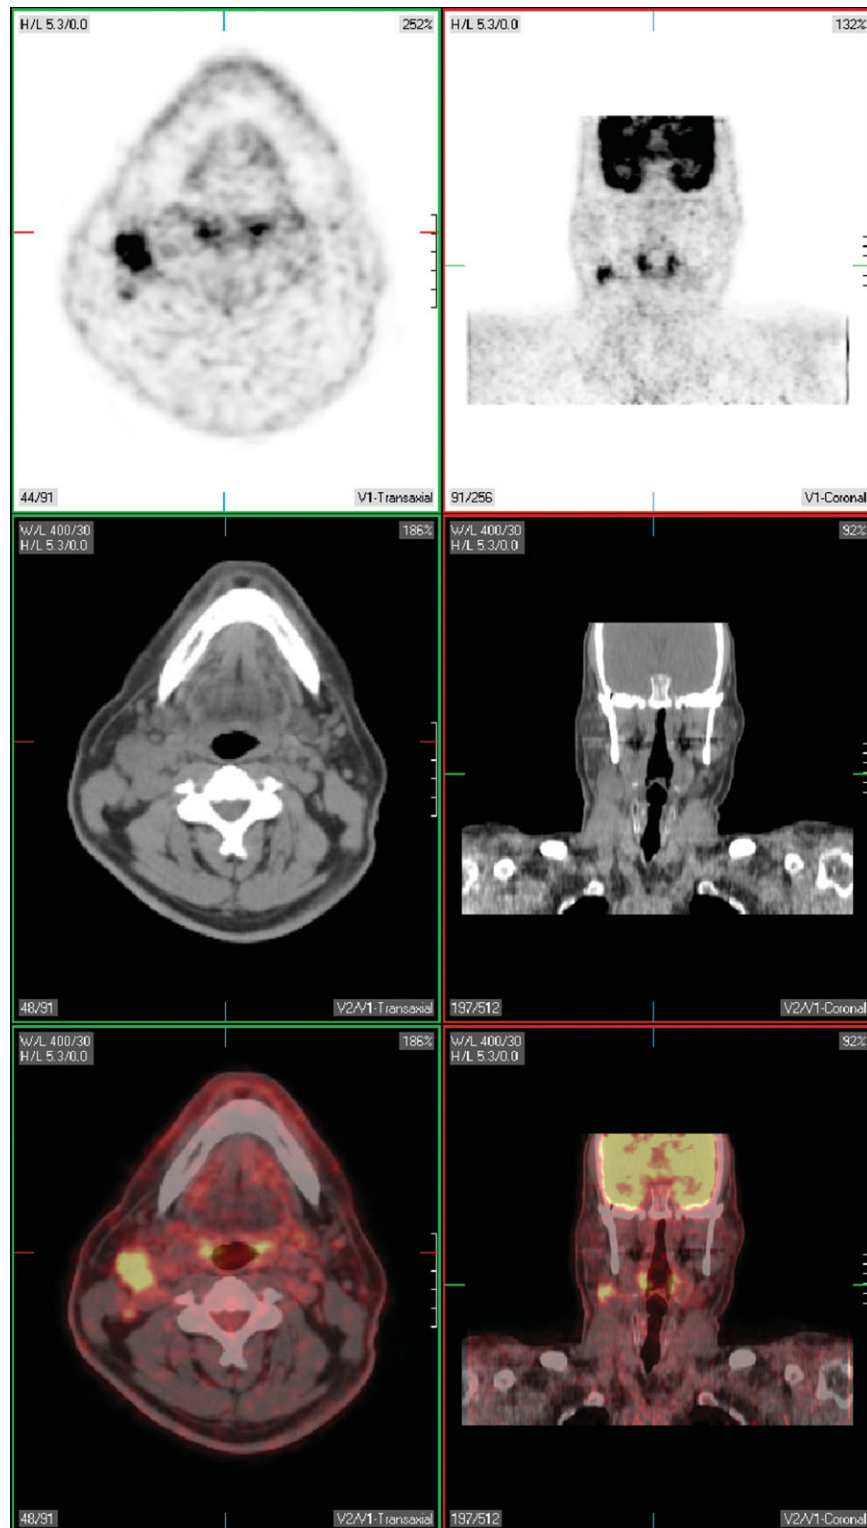 H/L 5.3/0.0
252%
44/91
V1-Transaxial
H/L 5.3/0.0
132%
91/256
V1-Coronal
W/L 400/30
H/L 5.3/0.0
186%
48/91
V2/V1-Transaxial
W/L 400/30
H/L 5.3/0.0
92%
197/512
V2/V1-Coronal
W/L 400/30
H/L 5.3/0.0
186%
48/91
V2/V1-Transaxial
W/L 400/30
H/L 5.3/0.0
92%
197/512
V2/V1-Coronal